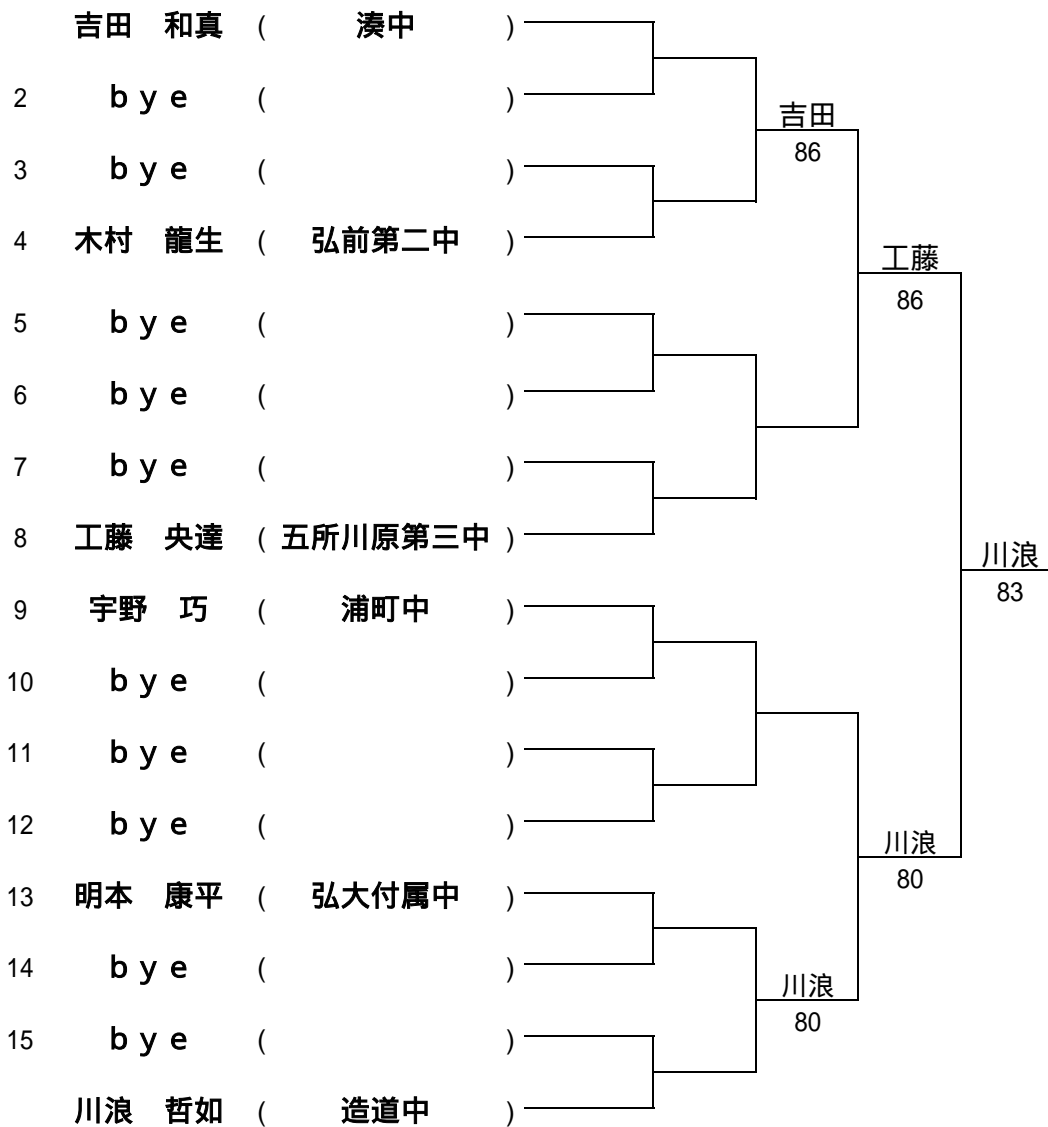 吉田　和真 ( 湊中 )
2 ｂｙｅ ( )
吉田
86
3 ｂｙｅ ( )
4 木村　龍生 ( 弘前第二中 )
工藤
86
5 ｂｙｅ ( )
6 ｂｙｅ ( )
7 ｂｙｅ ( )
8 工藤　央達 ( 五所川原第三中 )
川浪
83
9 宇野　巧 ( 浦町中 )
10 ｂｙｅ ( )
11 ｂｙｅ ( )
12 ｂｙｅ ( )
川浪
80
13 明本　康平 ( 弘大付属中 )
14 ｂｙｅ ( )
川浪
80
15 ｂｙｅ ( )
川浪　哲如 ( 造道中 )